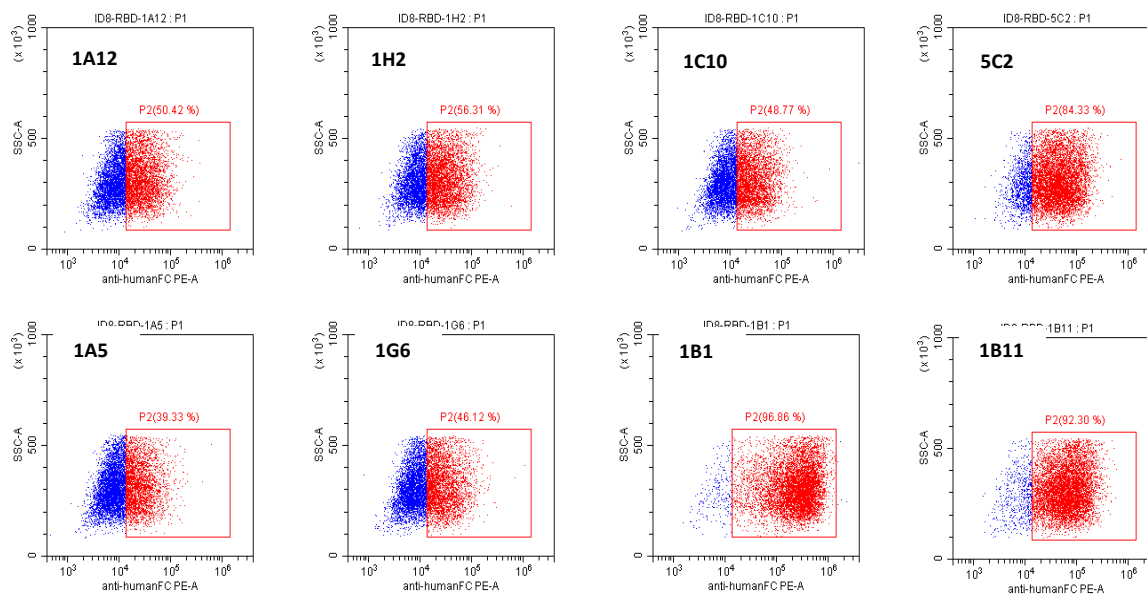 ID8-RBD-1A12 : P1
1A12
P2(50.42 %)
(x 10³)
SSC-A
0 500 1000
10³ 10⁴ 10⁵ 10⁶
anti-humanFC PE-A
ID8-RBD-1H2 : P1
1H2
P2(56.31 %)
(x 10³)
SSC-A
0 500 1000
10³ 10⁴ 10⁵ 10⁶
anti-humanFC PE-A
ID8-RBD-1C10 : P1
1C10
P2(48.77 %)
(x 10³)
SSC-A
0 500 1000
10³ 10⁴ 10⁵ 10⁶
anti-humanFC PE-A
ID8-RBD-5C2 : P1
5C2
P2(84.33 %)
(x 10³)
SSC-A
0 500 1000
10³ 10⁴ 10⁵ 10⁶
anti-humanFC PE-A
ID8-RBD-1A5 : P1
1A5
P2(39.33 %)
(x 10³)
SSC-A
0 500 1000
10³ 10⁴ 10⁵ 10⁶
anti-humanFC PE-A
ID8-RBD-1G6 : P1
1G6
P2(46.12 %)
(x 10³)
SSC-A
0 500 1000
10³ 10⁴ 10⁵ 10⁶
anti-humanFC PE-A
ID8-RBD-1B1 : P1
1B1
P2(96.86 %)
(x 10³)
SSC-A
0 500 1000
10³ 10⁴ 10⁵ 10⁶
anti-humanFC PE-A
ID8-RBD-1B11 : P1
1B11
P2(92.30 %)
(x 10³)
SSC-A
0 500 1000
10³ 10⁴ 10⁵ 10⁶
anti-humanFC PE-A